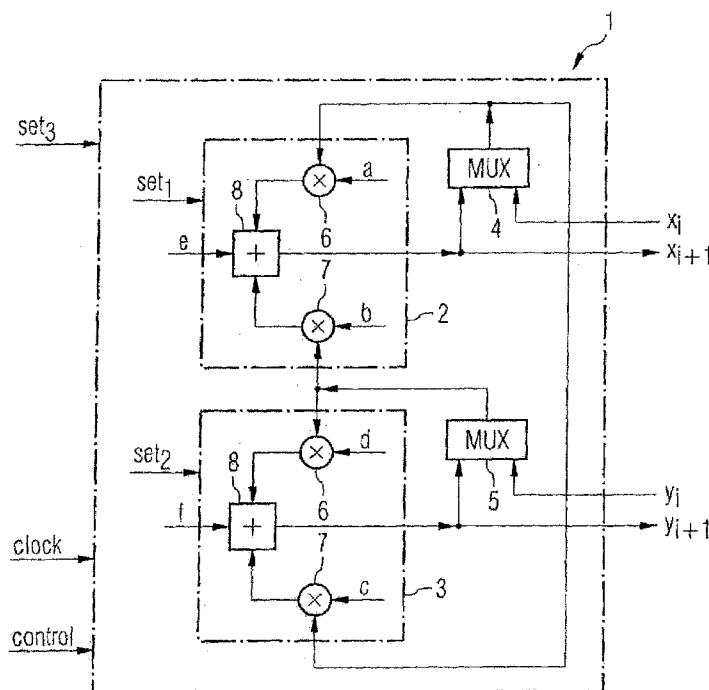 1
set3
set1
8
a
MUX
6
4
xi
e
xi+1
7
b
2
set2
8
d
MUX
6
5
yi
f
yi+1
7
clock
c
3
control